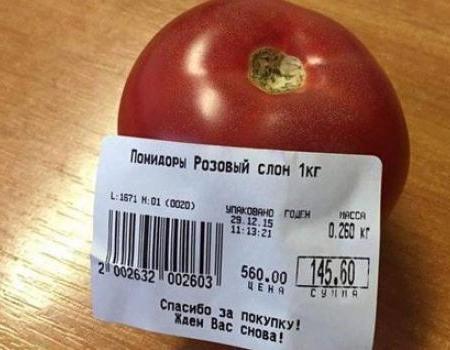 Помидоры Розовый слон 1кг
L:1671 М:01 (0020)
УПАКОВАНО ГОДЕН МАССА
29.12.15 0.260 кг
11:13:21
2 002632 002603
560.00 145.60
ЦЕНА СУММА
Спасибо за покупку!
Ждем Вас снова!